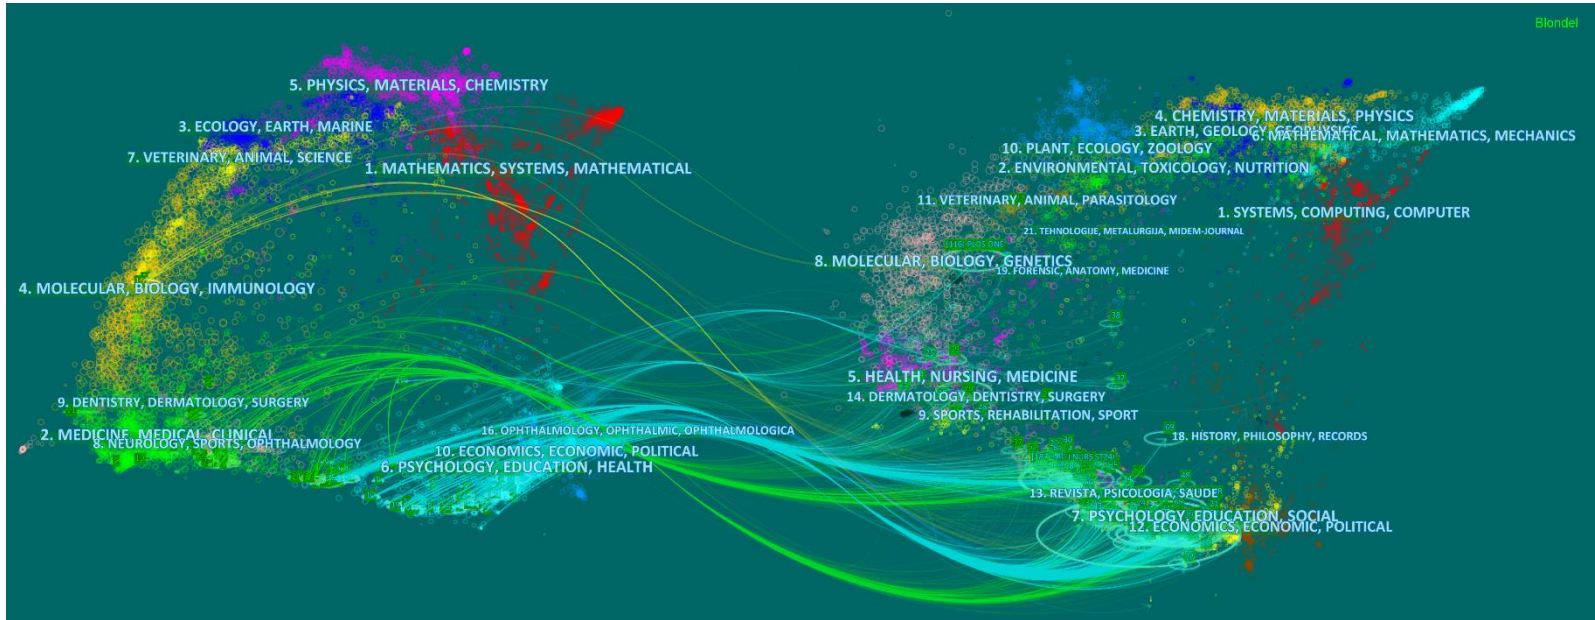 Blondel
5. PHYSICS, MATERIALS, CHEMISTRY
3. ECOLOGY, EARTH, MARINE
7. VETERINARY, ANIMAL, SCIENCE
1. MATHEMATICS, SYSTEMS, MATHEMATICAL
4. MOLECULAR, BIOLOGY, IMMUNOLOGY
9. DENTISTRY, DERMATOLOGY, SURGERY
2. MEDICINE, MEDICAL, CLINICAL
8. NEUROLOGY, SPORTS, OPHTHALMOLOGY
16. OPHTHALMOLOGY, OPHTHALMIC, OPHTHALMOLOGICA
10. ECONOMICS, ECONOMIC, POLITICAL
6. PSYCHOLOGY, EDUCATION, HEALTH
4. CHEMISTRY, MATERIALS, PHYSICS
3. EARTH, GEOLOGY, GEOPHYSICS
6. MATHEMATICAL, MATHEMATICS, MECHANICS
10. PLANT, ECOLOGY, ZOOLOGY
2. ENVIRONMENTAL, TOXICOLOGY, NUTRITION
11. VETERINARY, ANIMAL, PARASITOLOGY
1. SYSTEMS, COMPUTING, COMPUTER
21. TEHNOLOGIJE, METALURGIJA, MIDEM-JOURNAL
[116] PLOS ONE
8. MOLECULAR, BIOLOGY, GENETICS
19. FORENSIC, ANATOMY, MEDICINE
38
5. HEALTH, NURSING, MEDICINE
14. DERMATOLOGY, DENTISTRY, SURGERY
9. SPORTS, REHABILITATION, SPORT
18. HISTORY, PHILOSOPHY, RECORDS
13. REVISTA, PSICOLOGIA, SAUDE
7. PSYCHOLOGY, EDUCATION, SOCIAL
12. ECONOMICS, ECONOMIC, POLITICAL